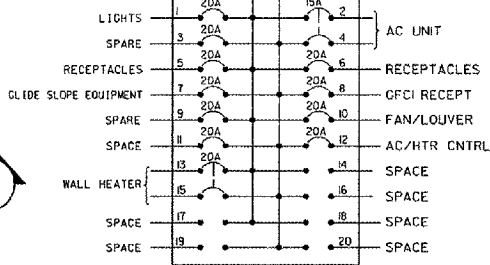 LIGHTS 1 20A 15A 2
SPARE 3 20A 4 AC UNIT
RECEPTACLES 5 20A 20A 6 RECEPTACLES
GLIDE SLOPE EQUIPMENT 7 20A 20A 8 GFCI RECEPT
SPARE 9 20A 20A 10 FAN/LOUVER
SPACE 11 20A 20A 12 AC/HTR CNTRL
13 20A 14 SPACE
WALL HEATER 15 16 SPACE
SPACE 17 18 SPACE
SPACE 19 20 SPACE